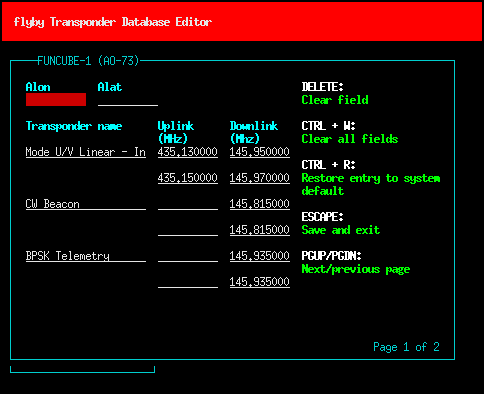 flyby Transponder Database Editor
FUNCUBE-1 (AO-73)
Alon Alat DELETE:
Clear field
Transponder name Uplink Downlink CTRL + W:
(MHz) (MHz) Clear all fields
Mode U/V Linear - In 435.130000 145.950000
CTRL + R:
435.150000 145.970000 Restore entry to system
default
CW Beacon 145.815000
ESCAPE:
145.815000 Save and exit
BPSK Telemetry 145.935000 PGUP/PGDN:
Next/previous page
145.935000
Page 1 of 2